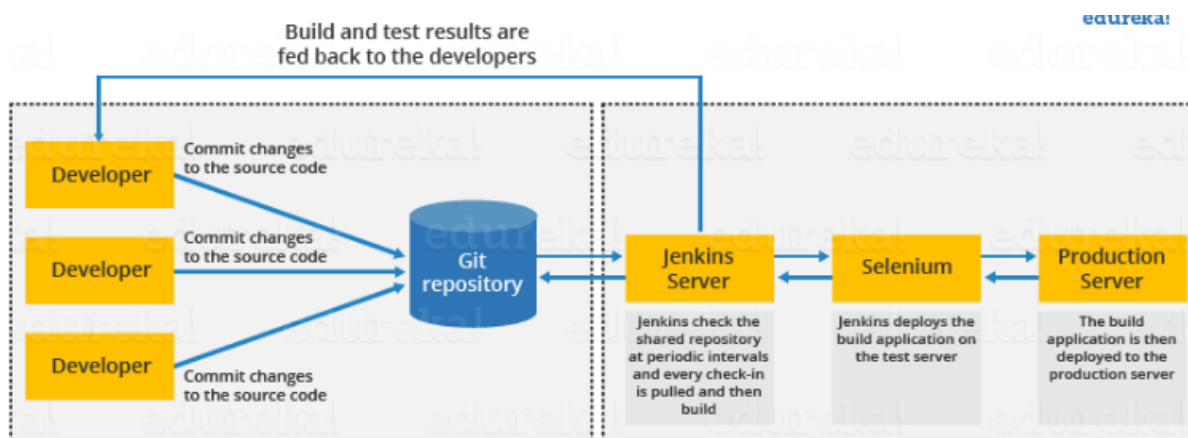 edureka!
Build and test results are
fed back to the developers
Developer
Commit changes
to the source code
Developer
Commit changes
to the source code
Developer
Commit changes
to the source code
Git
repository
Jenkins
Server
Jenkins check the
shared repository
at periodic intervals
and every check-in
is pulled and then
build
Selenium
Jenkins deploys the
build application on
the test server
Production
Server
The build
application is then
deployed to the
production server